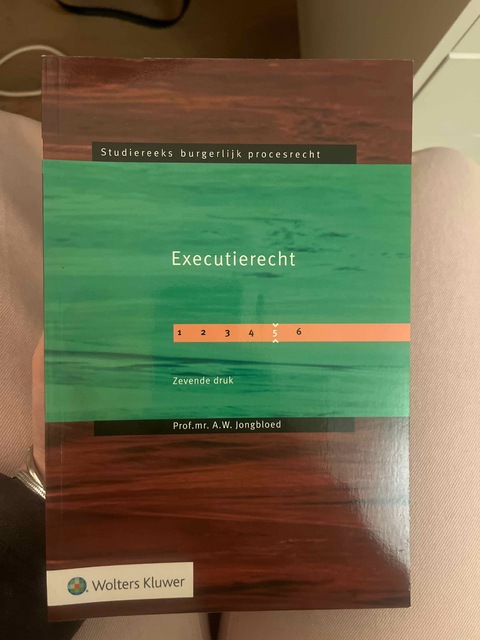 Studiereeks burgerlijk procesrecht
Executierecht
1 2 3 4 5 6
Zevende druk
Prof.mr. A.W. Jongbloed
Wolters Kluwer